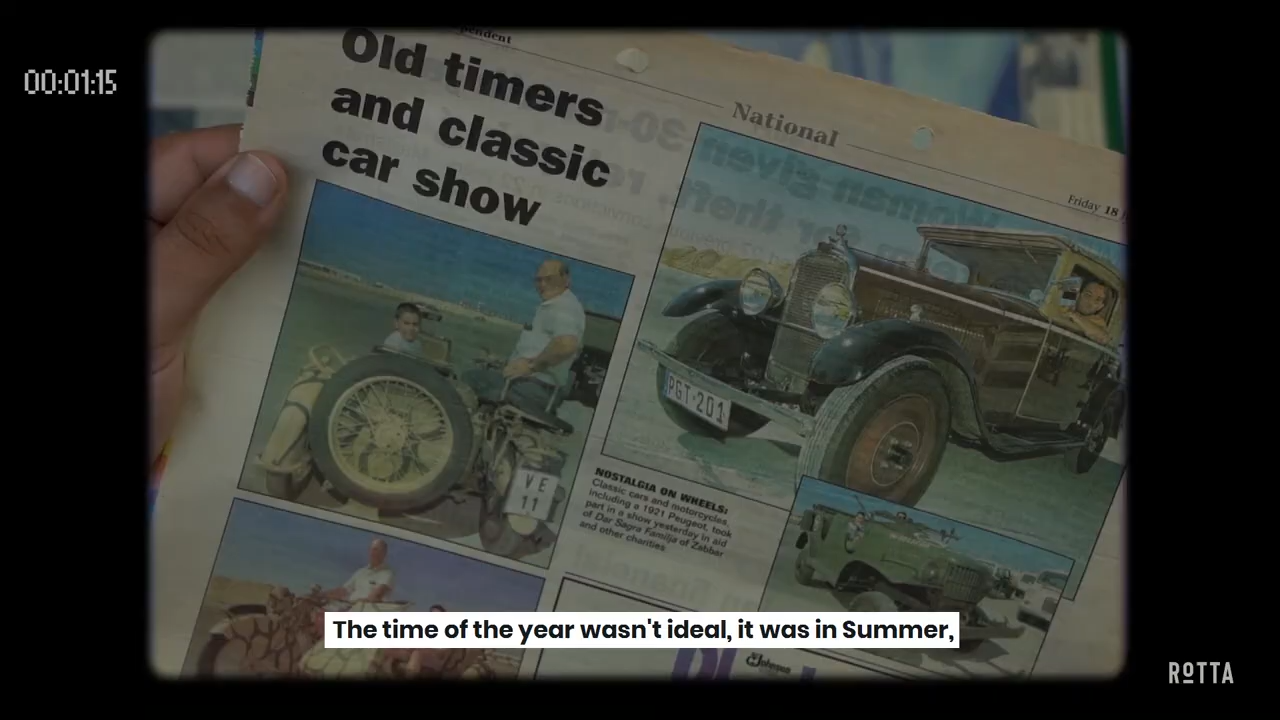 00:01:15
pendent
Old timers
and classic
car show
National
Friday 18
PGT·201
VE
11
NOSTALGIA ON WHEELS:
Classic cars and motorcycles,
including a 1921 Peugeot, took
part in a show yesterday in aid
of Dar Sagra Familja of Zabbar
and other charities
Johnson
The time of the year wasn't ideal, it was in Summer,
ROTTA